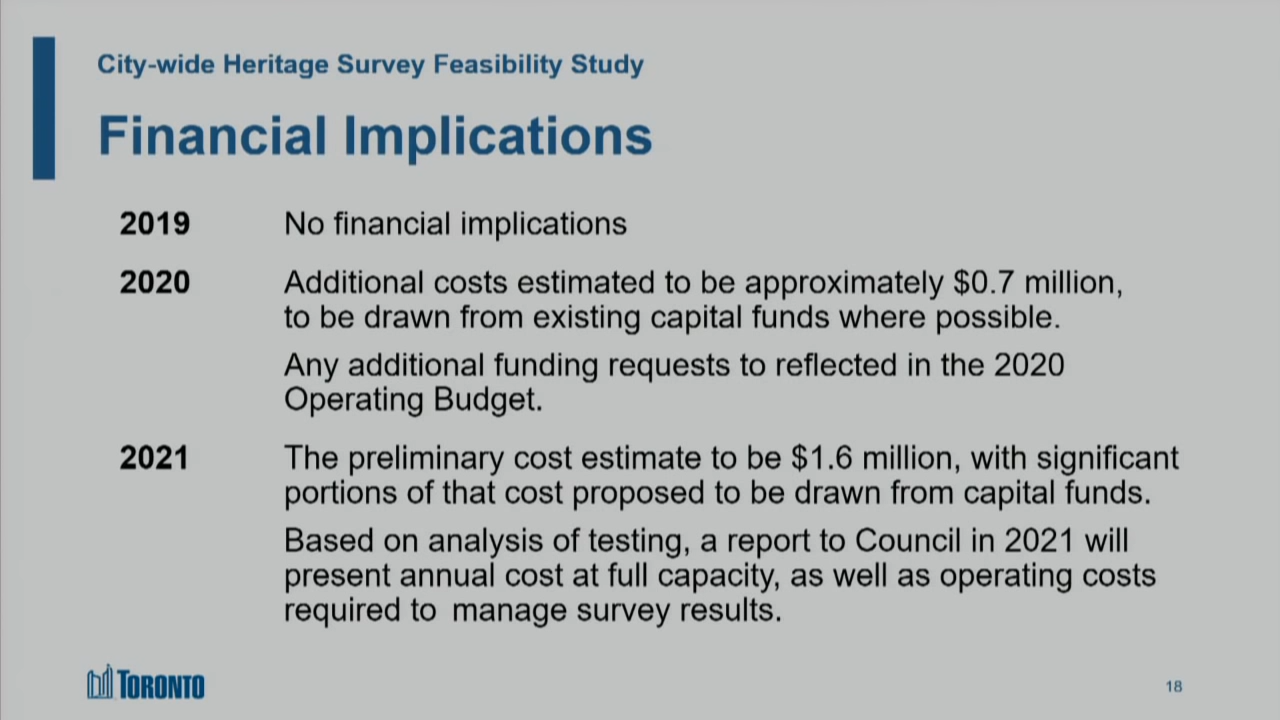 City-wide Heritage Survey Feasibility Study
Financial Implications
2019 No financial implications
2020 Additional costs estimated to be approximately $0.7 million,
to be drawn from existing capital funds where possible.
Any additional funding requests to reflected in the 2020
Operating Budget.
2021 The preliminary cost estimate to be $1.6 million, with significant
portions of that cost proposed to be drawn from capital funds.
Based on analysis of testing, a report to Council in 2021 will
present annual cost at full capacity, as well as operating costs
required to manage survey results.
TORONTO
18